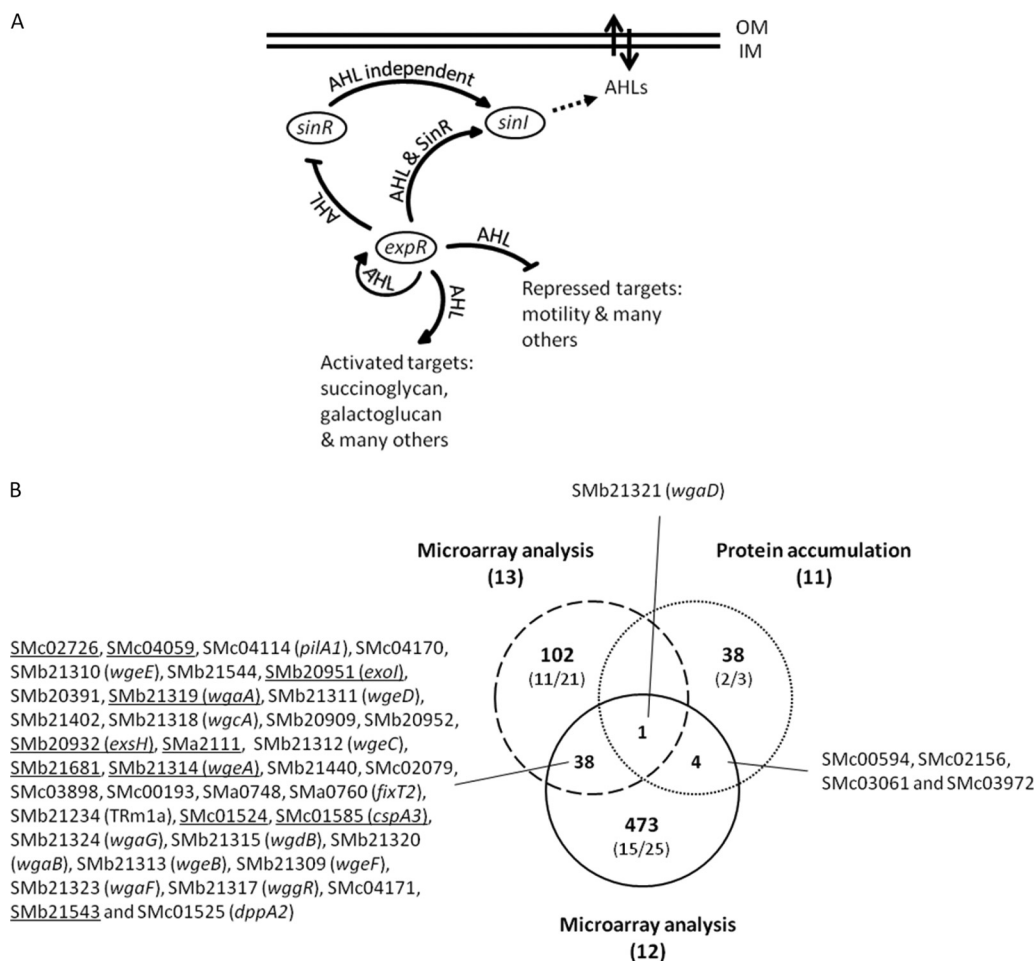 A
OM
IM
AHL independent
AHLs
sinR
sinI
AHL & SinR
AHL
expR
AHL
AHL
AHL
Repressed targets:
motility & many
others
Activated targets:
succinoglycan,
galactoglucan
& many others
B
SMb21321 (wgaD)
Microarray analysis
(13)
Protein accumulation
(11)
102
(11/21)
38
(2/3)
1
38
4
473
(15/25)
Microarray analysis
(12)
SMc02726, SMc04059, SMc04114 (pilA1), SMc04170,
SMb21310 (wgeE), SMb21544, SMb20951 (exoI),
SMb20391, SMb21319 (wgaA), SMb21311 (wgeD),
SMb21402, SMb21318 (wgcA), SMb20909, SMb20952,
SMb20932 (exsH), SMa2111, SMb21312 (wgeC),
SMb21681, SMb21314 (wgeA), SMb21440, SMc02079,
SMc03898, SMc00193, SMa0748, SMa0760 (fixT2),
SMb21234 (TRm1a), SMc01524, SMc01585 (cspA3),
SMb21324 (wgaG), SMb21315 (wgdB), SMb21320
(wgaB), SMb21313 (wgeB), SMb21309 (wgeF),
SMb21323 (wgaF), SMb21317 (wggR), SMc04171,
SMb21543 and SMc01525 (dppA2)
SMc00594, SMc02156,
SMc03061 and SMc03972